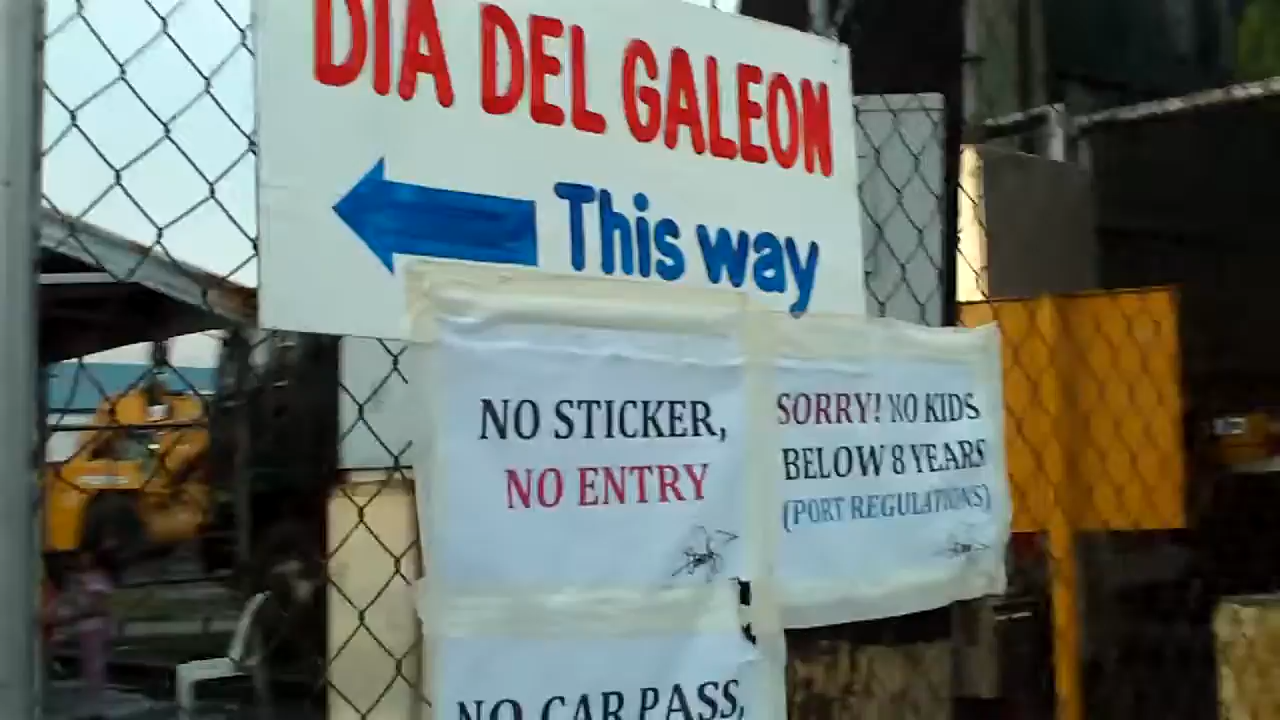 DIA DEL GALEON
This way
NO STICKER,
NO ENTRY
SORRY! NO KIDS
BELOW 8 YEARS
(PORT REGULATIONS)
NO CAR PASS,